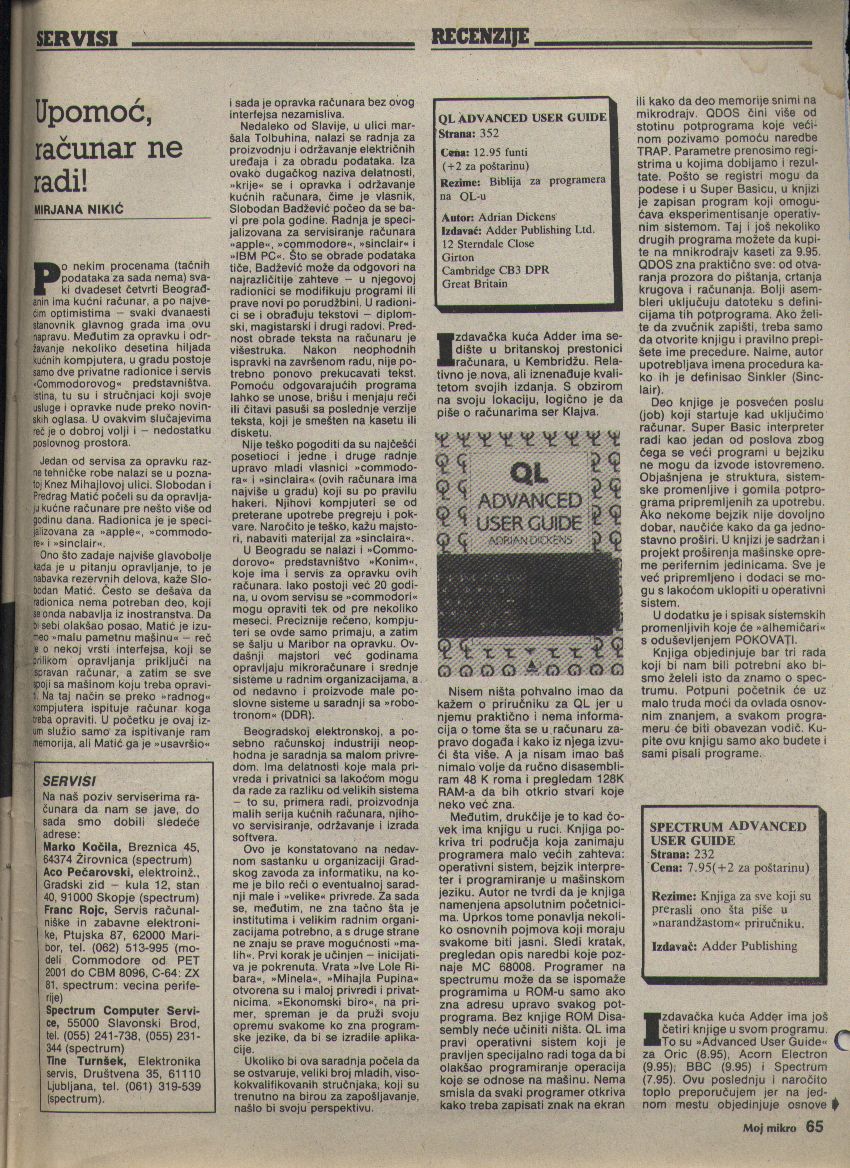 SERVISI
Upomoć,
računar ne
radi!
MIRJANA NIKIĆ
Po nekim procenama (tačnih
podataka za sada nema) sva-
ki dvadeset četvrti Beograđ-
anin ima kućni računar, a po najve-
ćim optimistima — svaki dvanaesti
stanovnik glavnog grada ima ovu
napravu. Međutim za opravku i odr-
žavanje nekoliko desetina hiljada
kućnih kompjutera, u gradu postoje
samo dve privatne radionice i servis
»Commodorovog« predstavništva.
Istina, tu su i stručnjaci koji svoje
usluge i opravke nude preko novin-
skih oglasa. U ovakvim slučajevima
reč je o dobroj volji i — nedostatku
poslovnog prostora.
Jedan od servisa za opravku raz-
ne tehničke robe nalazi se u pozna-
toj Knez Mihajlovoj ulici. Slobodan i
Predrag Matić počeli su da opravlja-
ju kućne računare pre nešto više od
godinu dana. Radionica je je speci-
jalizovana za »apple«, »commodo-
re« i »sinclair«.
Ono što zadaje najviše glavobolje
kada je u pitanju opravljanje, to je
nabavka rezervnih delova, kaže Slo-
bodan Matić. Često se dešava da
radionica nema potreban deo, koji
se onda nabavlja iz inostranstva. Da
bi sebi olakšao posao, Matić je izu-
meo »malu pametnu mašinu« — reč
je o nekoj vrsti interfejsa, koji se
prilikom opravljanja priključi na
ispravan računar, a zatim se sve
spoji sa mašinom koju treba opravi-
ti. Na taj način se preko »radnog«
kompjutera ispituje računar koga
treba opraviti. U početku je ovaj iz-
um služio samo za ispitivanje ram
memorija, ali Matić ga je »usavršio«
SERVISI
Na naš poziv serviserima ra-
čunara da nam se jave, do
sada smo dobili sledeće
adrese:
Marko Kočila, Breznica 45,
64374 Žirovnica (spectrum)
Aco Pečarovski, elektroinž.,
Gradski zid — kula 12, stan
40, 91000 Skopje (spectrum)
Franc Rojc, Servis računal-
niške in zabavne elektroni-
ke, Ptujska 87, 62000 Mari-
bor, tel. (062) 513-995 (mo-
deli Commodore od PET
2001 do CBM 8096, C-64: ZX
81, spectrum: vecina perife-
rije)
Spectrum Computer Servi-
ce, 55000 Slavonski Brod,
tel. (055) 241-738, (055) 231-
344 (spectrum)
Tine Turnšek, Elektronika
servis, Društvena 35, 61110
Ljubljana, tel. (061) 319-539
(spectrum).
i sada je opravka računara bez ovog
interfejsa nezamisliva.
Nedaleko od Slavije, u ulici mar-
šala Tolbuhina, nalazi se radnja za
proizvodnju i održavanje električnih
uređaja i za obradu podataka. Iza
ovako dugačkog naziva delatnosti,
»krije« se i opravka i održavanje
kućnih računara, čime je vlasnik,
Slobodan Badžević počeo da se ba-
vi pre pola godine. Radnja je speci-
jalizovana za servisiranje računara
»apple«, »commodore«, »sinclair« i
»IBM PC«. Što se obrade podataka
tiče, Badžević može da odgovori na
najrazličitije zahteve — u njegovoj
radionici se modifikuju programi ili
prave novi po porudžbini. U radioni-
ci se i obrađuju tekstovi — diplom-
ski, magistarski i drugi radovi. Pred-
nost obrade teksta na računaru je
višestruka. Nakon neophodnih
ispravki na završenom radu, nije po-
trebno ponovo prekucavati tekst.
Pomoću odgovarajućih programa
lahko se unose, brišu i menjaju reči
ili čitavi pasuši sa poslednje verzije
teksta, koji je smešten na kasetu ili
disketu.
Nije teško pogoditi da su najčešći
posetioci i jedne i druge radnje
upravo mladi vlasnici »commodo-
ra« i »sinclaira« (ovih računara ima
najviše u gradu) koji su po pravilu
hakeri. Njihovi kompjuteri se od
preterane upotrebe pregreju i pok-
vare. Naročito je teško, kažu majsto-
ri, nabaviti materijal za »sinclaira«.
U Beogradu se nalazi i »Commo-
dorovo« predstavništvo »Konim«,
koje ima i servis za opravku ovih
računara. Iako postoji već 20 godi-
na, u ovom servisu se »commodori«
mogu opraviti tek od pre nekoliko
meseci. Preciznije rečeno, kompju-
teri se ovde samo primaju, a zatim
se šalju u Maribor na opravku. Ov-
dašnji majstori već godinama
opravljaju mikroračunare i srednje
sisteme u radnim organizacijama, a
od nedavno i proizvode male po-
slovne sisteme u saradnji sa »robo-
tronom« (DDR).
Beogradskoj elektronskoj, a po-
sebno računskoj industriji neop-
hodna je saradnja sa malom privre-
dom. Ima delatnosti koje mala pri-
vreda i privatnici sa lakoćom mogu
da rade za razliku od velikih sistema
— to su, primera radi, proizvodnja
malih serija kućnih računara, njiho-
vo servisiranje, održavanje i izrada
softvera.
Ovo je konstatovano na nedav-
nom sastanku u organizaciji Grad-
skog zavoda za informatiku, na ko-
me je bilo reči o eventualnoj sarad-
nji male i »velike« privrede. Za sada
se, međutim, ne zna tačno šta je
institutima i velikim radnim organi-
zacijama potrebno, a s druge strane
ne znaju se prave mogućnosti »ma-
lih«. Prvi korak je učinjen — inicijati-
va je pokrenuta. Vrata »Ive Lole Ri-
bara«, »Minela«, »Mihajla Pupina«
otvorena su i maloj privredi i privat-
nicima. »Ekonomski biro«, na pri-
mer, spreman je da pruži svoju
opremu svakome ko zna program-
ske jezike, da bi se izradile aplika-
cije.
Ukoliko bi ova saradnja počela da
se ostvaruje, veliki broj mladih, viso-
kokvalifikovanih stručnjaka, koji su
trenutno na birou za zapošljavanje,
našlo bi svoju perspektivu.
RECENZIJE
QL ADVANCED USER GUIDE
Strana: 352
Cena: 12.95 funti
(+2 za poštarinu)
Rezime: Biblija za programera
na QL-u
Autor: Adrian Dickens
Izdavač: Adder Publishing Ltd.
12 Sterndale Close
Girton
Cambridge CB3 DPR
Great Britain
Izdavačka kuća Adder ima se-
dište u britanskoj prestonici
računara, u Kembridžu. Rela-
tivno je nova, ali iznenađuje kvali-
tetom svojih izdanja. S obzirom
na svoju lokaciju, logično je da
piše o računarima ser Klajva.
QL
ADVANCED
USER GUIDE
ADRIAN DICKENS
Nisem ništa pohvalno imao da
kažem o priručniku za QL jer u
njemu praktično i nema informa-
cija o tome šta se u računaru za-
pravo događa i kako iz njega izvu-
ći šta više. A ja nisam imao baš
nimalo volje da ručno disasembli-
ram 48 K roma i pregledam 128K
RAM-a da bih otkrio stvari koje
neko već zna.
Međutim, drukčije je to kad čo-
vek ima knjigu u ruci. Knjiga po-
kriva tri područja koja zanimaju
programera malo većih zahteva:
operativni sistem, bejzik interpre-
ter i programiranje u mašinskom
jeziku. Autor ne tvrdi da je knjiga
namenjena apsolutnim početnici-
ma. Uprkos tome ponavlja nekoli-
ko osnovnih pojmova koji moraju
svakome biti jasni. Sledi kratak,
pregledan opis naredbi koje poz-
naje MC 68008. Programer na
spectrumu može da se ispomaže
programima u ROM-u samo ako
zna adresu upravo svakog pot-
programa. Bez knjige ROM Disa-
sembly neće učiniti ništa. QL ima
pravi operativni sistem koji je
pravljen specijalno radi toga da bi
olakšao programiranje operacija
koje se odnose na mašinu. Nema
smisla da svaki programer otkriva
kako treba zapisati znak na ekran
ili kako da deo memorije snimi na
mikrodrajv. QDOS čini više od
stotinu potprograma koje veći-
nom pozivamo pomoću naredbe
TRAP. Parametre prenosimo regi-
strima u kojima dobijamo i rezul-
tate. Pošto se registri mogu da
podese i u Super Basicu, u knjizi
je zapisan program koji omogu-
ćava eksperimentisanje operativ-
nim sistemom. Taj i još nekoliko
drugih programa možete da kupi-
te na mnikrodrajv kaseti za 9.95.
QDOS zna praktično sve: od otva-
ranja prozora do pištanja, crtanja
krugova i računanja. Bolji asem-
bleri uključuju datoteku s defini-
cijama tih potprograma. Ako želi-
te da zvučnik zapišti, treba samo
da otvorite knjigu i pravilno prepi-
šete ime precedure. Naime, autor
upotrebljava imena procedura ka-
ko ih je definisao Sinkler (Sinc-
lair).
Deo knjige je posvećen poslu
(job) koji startuje kad uključimo
računar. Super Basic interpreter
radi kao jedan od poslova zbog
čega se veći programi u bejziku
ne mogu da izvode istovremeno.
Objašnjena je struktura, sistem-
ske promenljive i gomila potpro-
grama pripremljenih za upotrebu.
Ako nekome bejzik nije dovoljno
dobar, naučiće kako da ga jedno-
stavno proširi. U knjizi je sadržan i
projekt proširenja mašinske opre-
me perifernim jedinicama. Sve je
već pripremljeno i dodaci se mo-
gu s lakoćom uklopiti u operativni
sistem.
U dodatku je i spisak sistemskih
promenljivih koje će »alhemičari«
s oduševljenjem POKOVATI.
Knjiga objedinjuje bar tri rada
koji bi nam bili potrebni ako bi-
smo želeli isto da znamo o spec-
trumu. Potpuni početnik će uz
malo truda moći da ovlada osnov-
nim znanjem, a svakom progra-
meru će biti obavezan vodič. Ku-
pite ovu knjigu samo ako budete i
sami pisali programe.
SPECTRUM ADVANCED
USER GUIDE
Strana: 232
Cena: 7.95(+2 za poštarinu)
Rezime: Knjiga za sve koji su
prerasli ono šta piše u
»narandžastom« priručniku.
Izdavač: Adder Publishing
Izdavačka kuća Adder ima još
četiri knjige u svom programu.
To su »Advanced User Guide«
za Oric (8.95), Acorn Electron
(9.95); BBC (9.95) i Spectrum
(7.95). Ovu poslednju i naročito
toplo preporučujem jer na jed-
nom mestu objedinjuje osnove
Moj mikro 65